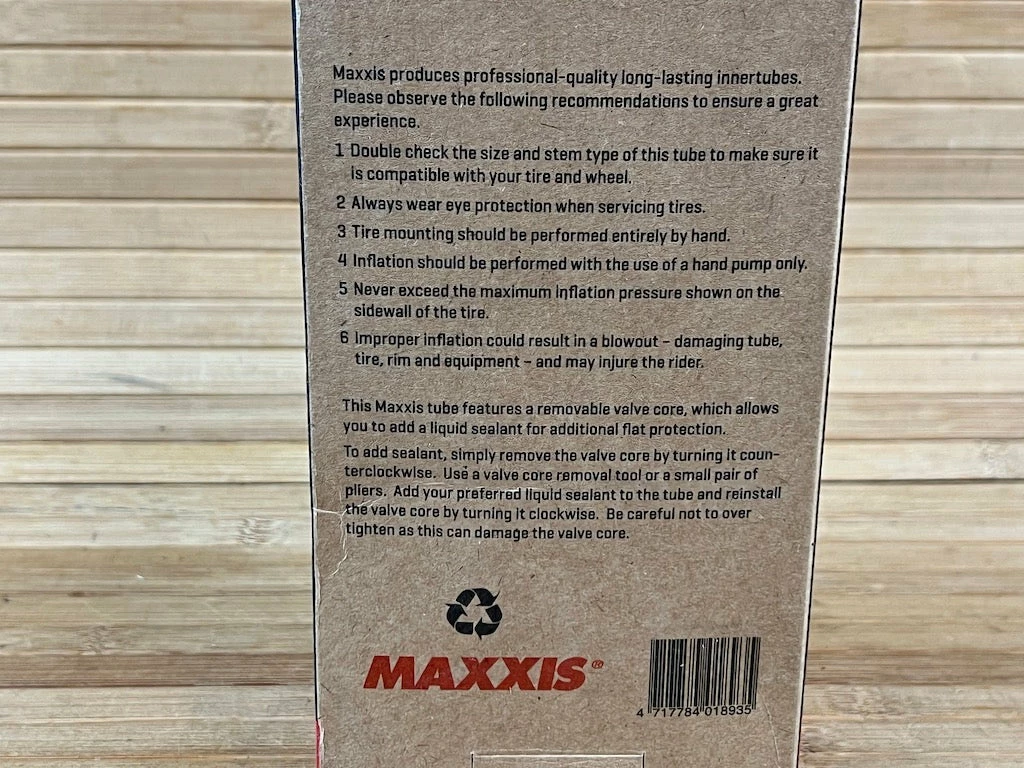 Maxxis produces professional-quality long-lasting innertubes.
Please observe the following recommendations to ensure a great
experience.
1 Double check the size and stem type of this tube to make sure it
is compatible with your tire and wheel.
2 Always wear eye protection when servicing tires.
3 Tire mounting should be performed entirely by hand.
4 Inflation should be performed with the use of a hand pump only.
5 Never exceed the maximum inflation pressure shown on the
sidewall of the tire.
6 Improper inflation could result in a blowout – damaging tube,
tire, rim and equipment – and may injure the rider.
This Maxxis tube features a removable valve core, which allows
you to add a liquid sealant for additional flat protection.
To add sealant, simply remove the valve core by turning it coun-
terclockwise. Use a valve core removal tool or a small pair of
pliers. Add your preferred liquid sealant to the tube and reinstall
the valve core by turning it clockwise. Be careful not to over
tighten as this can damage the valve core.
MAXXIS®
4 717784 018935